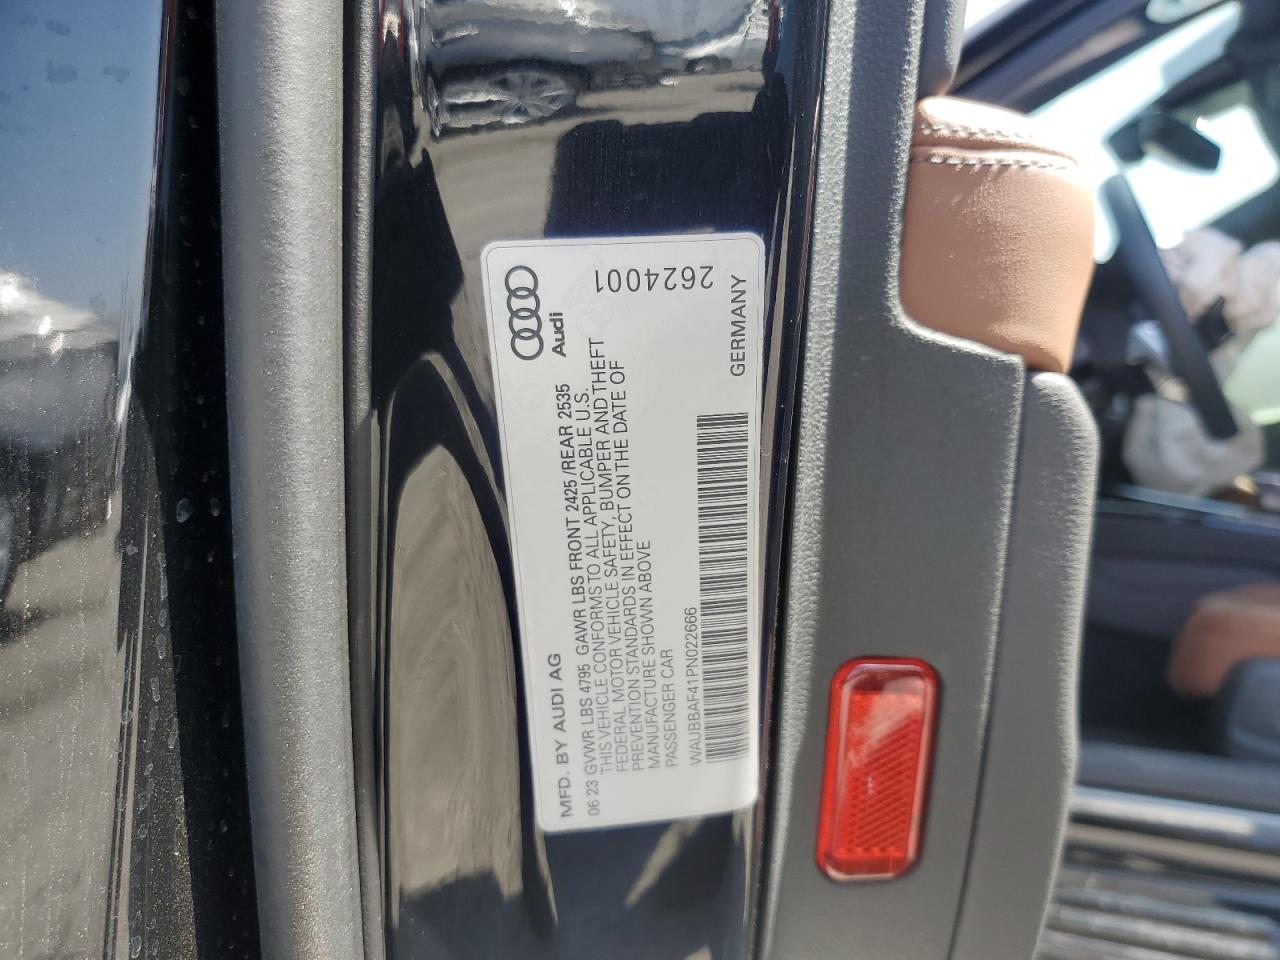 Audi
2624001
MFD. BY AUDI AG
06 23 GVWR LBS 4795 GAWR LBS FRONT 2425 /REAR 2535
THIS VEHICLE CONFORMS TO ALL APPLICABLE U.S.
FEDERAL MOTOR VEHICLE SAFETY, BUMPER AND THEFT
PREVENTION STANDARDS IN EFFECT ON THE DATE OF
MANUFACTURE SHOWN ABOVE
PASSENGER CAR
WAUBBAF41PN022666
GERMANY